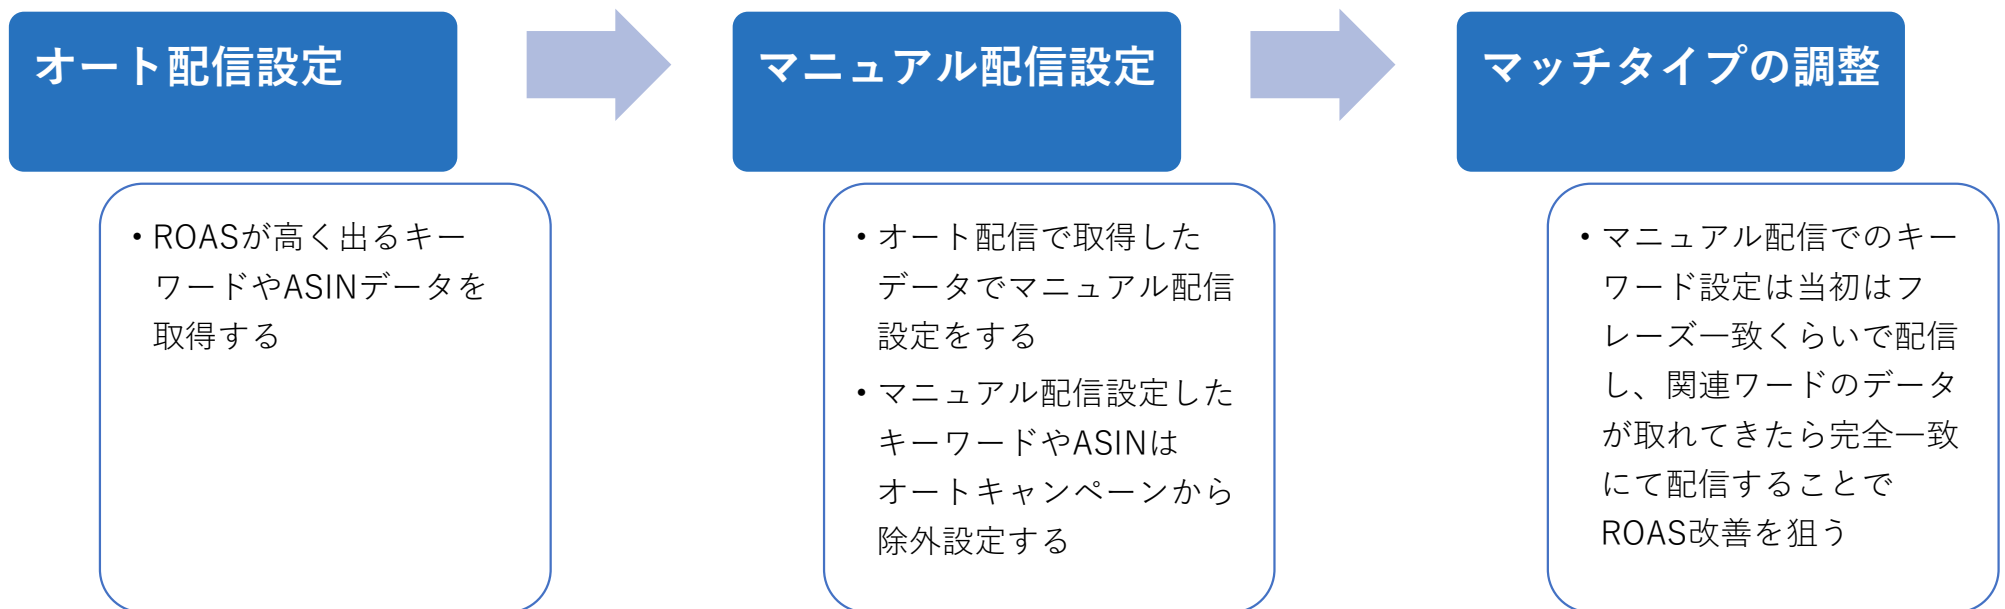 オート配信設定
・ROASが高く出るキー
ワードやASINデータを
取得する
マニュアル配信設定
・オート配信で取得した
データでマニュアル配信
設定をする
・マニュアル配信設定した
キーワードやASINは
オートキャンペーンから
除外設定する
マッチタイプの調整
・マニュアル配信でのキー
ワード設定は当初はフ
レーズ一致くらいで配信
し、関連ワードのデータ
が取れてきたら完全一致
にて配信することで
ROAS改善を狙う